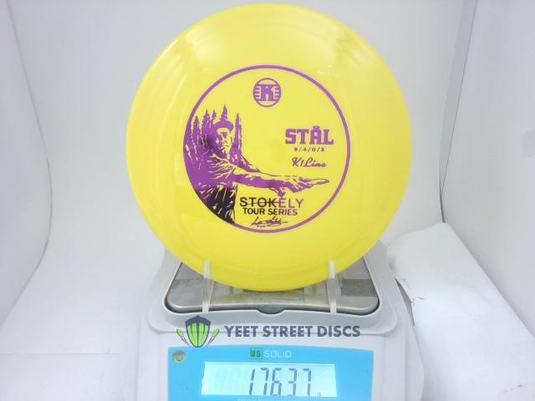 K
STÅL
9/4/0/3
K1 Line
STOKELY
TOUR SERIES
YEET STREET DISCS
US SOLID
176.37